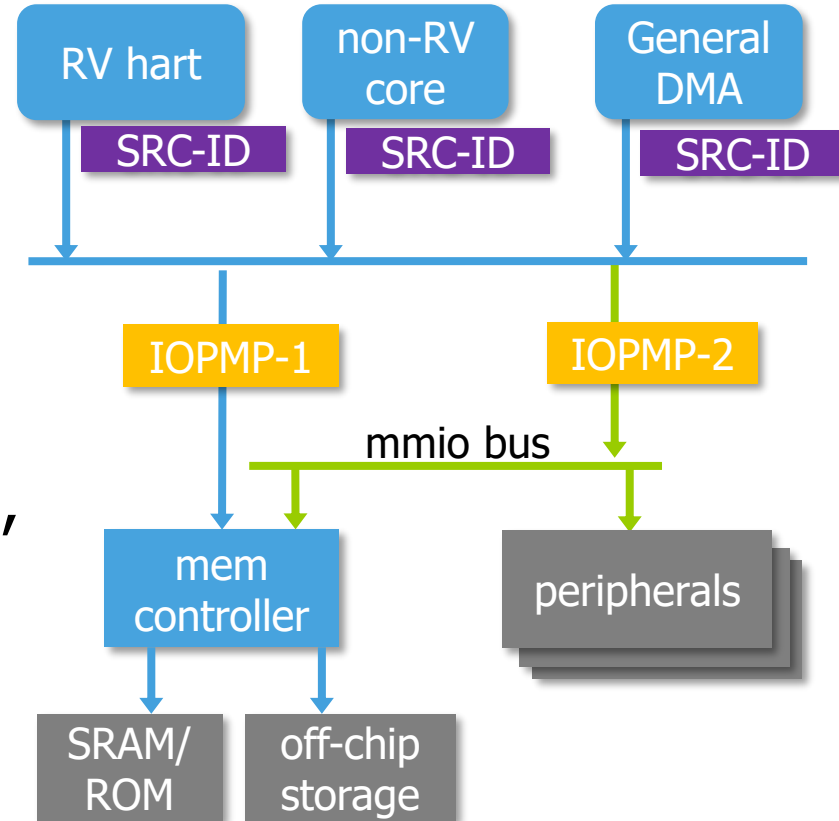 RV hart
non-RV
core
General
DMA
SRC-ID
SRC-ID
SRC-ID
IOPMP-1
IOPMP-2
mmio bus
,
mem
controller
peripherals
SRAM/
ROM
off-chip
storage